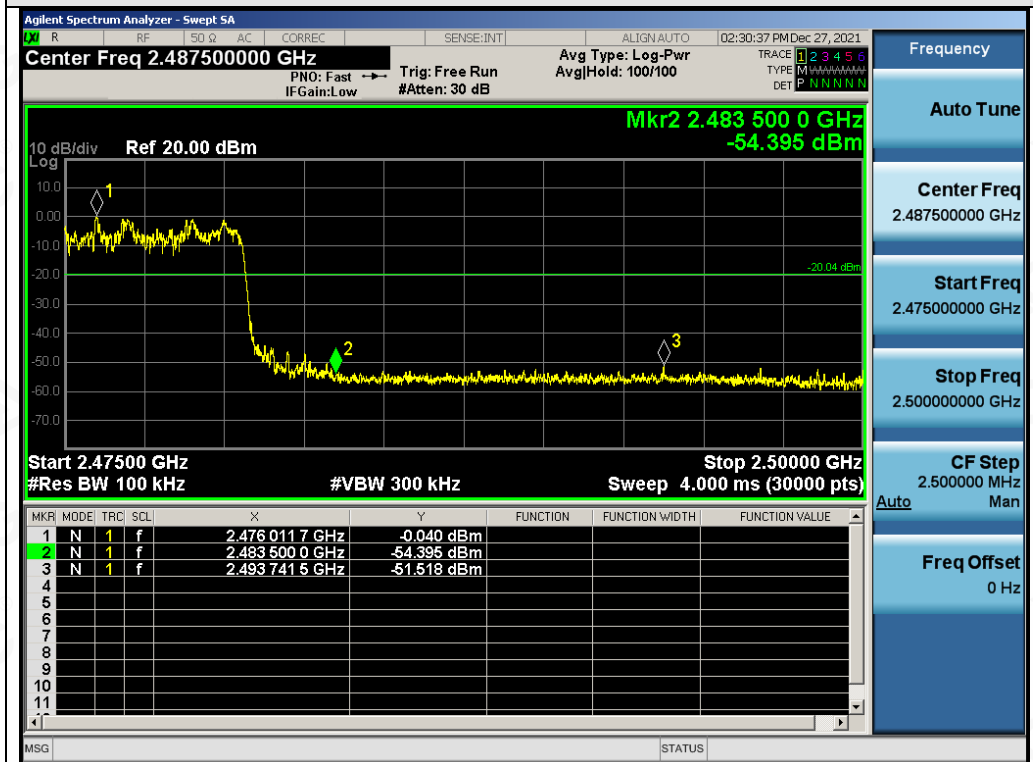 Agilent Spectrum Analyzer - Swept SA
LXI R RF 50 Ω AC CORREC SENSE:INT ALIGN AUTO 02:30:37 PM Dec 27, 2021
Center Freq 2.487500000 GHz
PNO: Fast
IFGain:Low
Trig: Free Run
#Atten: 30 dB
Avg Type: Log-Pwr
Avg|Hold: 100/100
TRACE 1 2 3 4 5 6
TYPE M W W W W W
DET P N N N N N
Mkr2 2.483 500 0 GHz
-54.395 dBm
10 dB/div
Log
Ref 20.00 dBm
10.0
0.00
-10.0
-20.0
-30.0
-40.0
-50.0
-60.0
-70.0
1
2
3
-20.04 dBm
Start 2.47500 GHz
Stop 2.50000 GHz
#Res BW 100 kHz
#VBW 300 kHz
Sweep 4.000 ms (30000 pts)
MKR MODE TRC SCL X Y FUNCTION FUNCTION WIDTH FUNCTION VALUE
1 N 1 f 2.476 011 7 GHz -0.040 dBm
2 N 1 f 2.483 500 0 GHz -54.395 dBm
3 N 1 f 2.493 741 5 GHz -51.518 dBm
4
5
6
7
8
9
10
11
MSG
STATUS
Frequency
Auto Tune
Center Freq
2.487500000 GHz
Start Freq
2.475000000 GHz
Stop Freq
2.500000000 GHz
CF Step
2.500000 MHz
Auto Man
Freq Offset
0 Hz